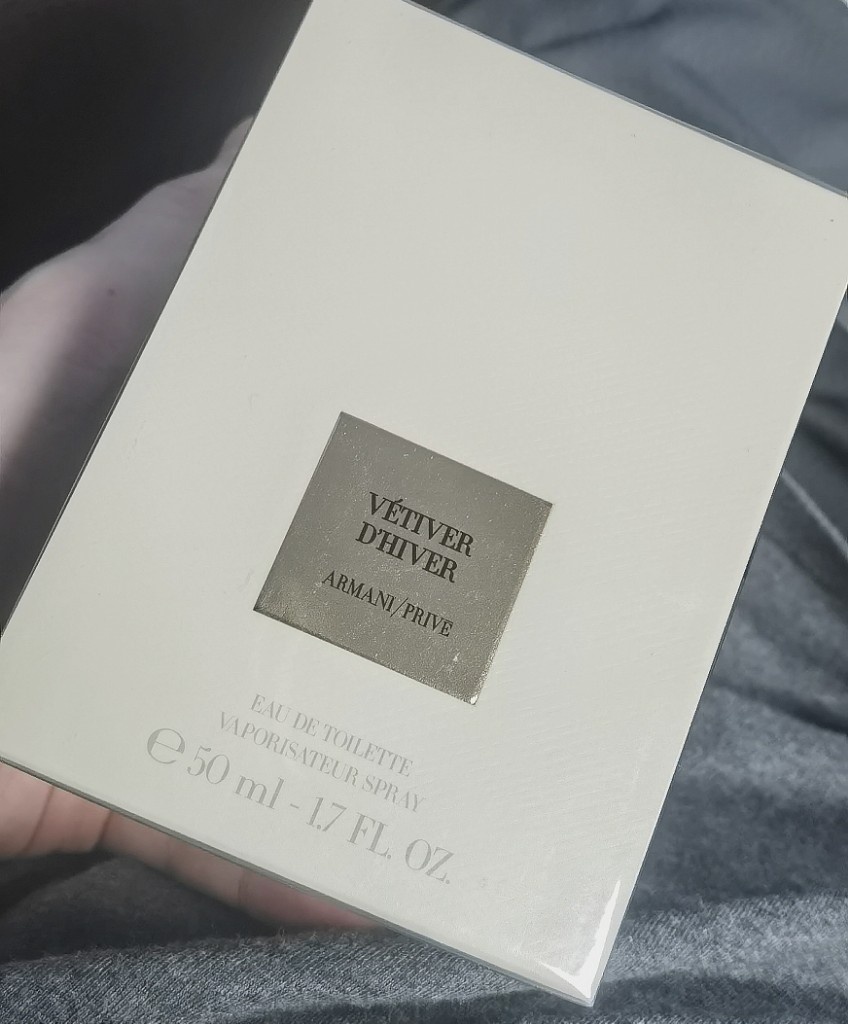 VÉTIVER
D'HIVER
ARMANI/PRIVE
EAU DE TOILETTE
VAPORISATEUR SPRAY
℮ 50 ml - 1.7 FL. OZ.